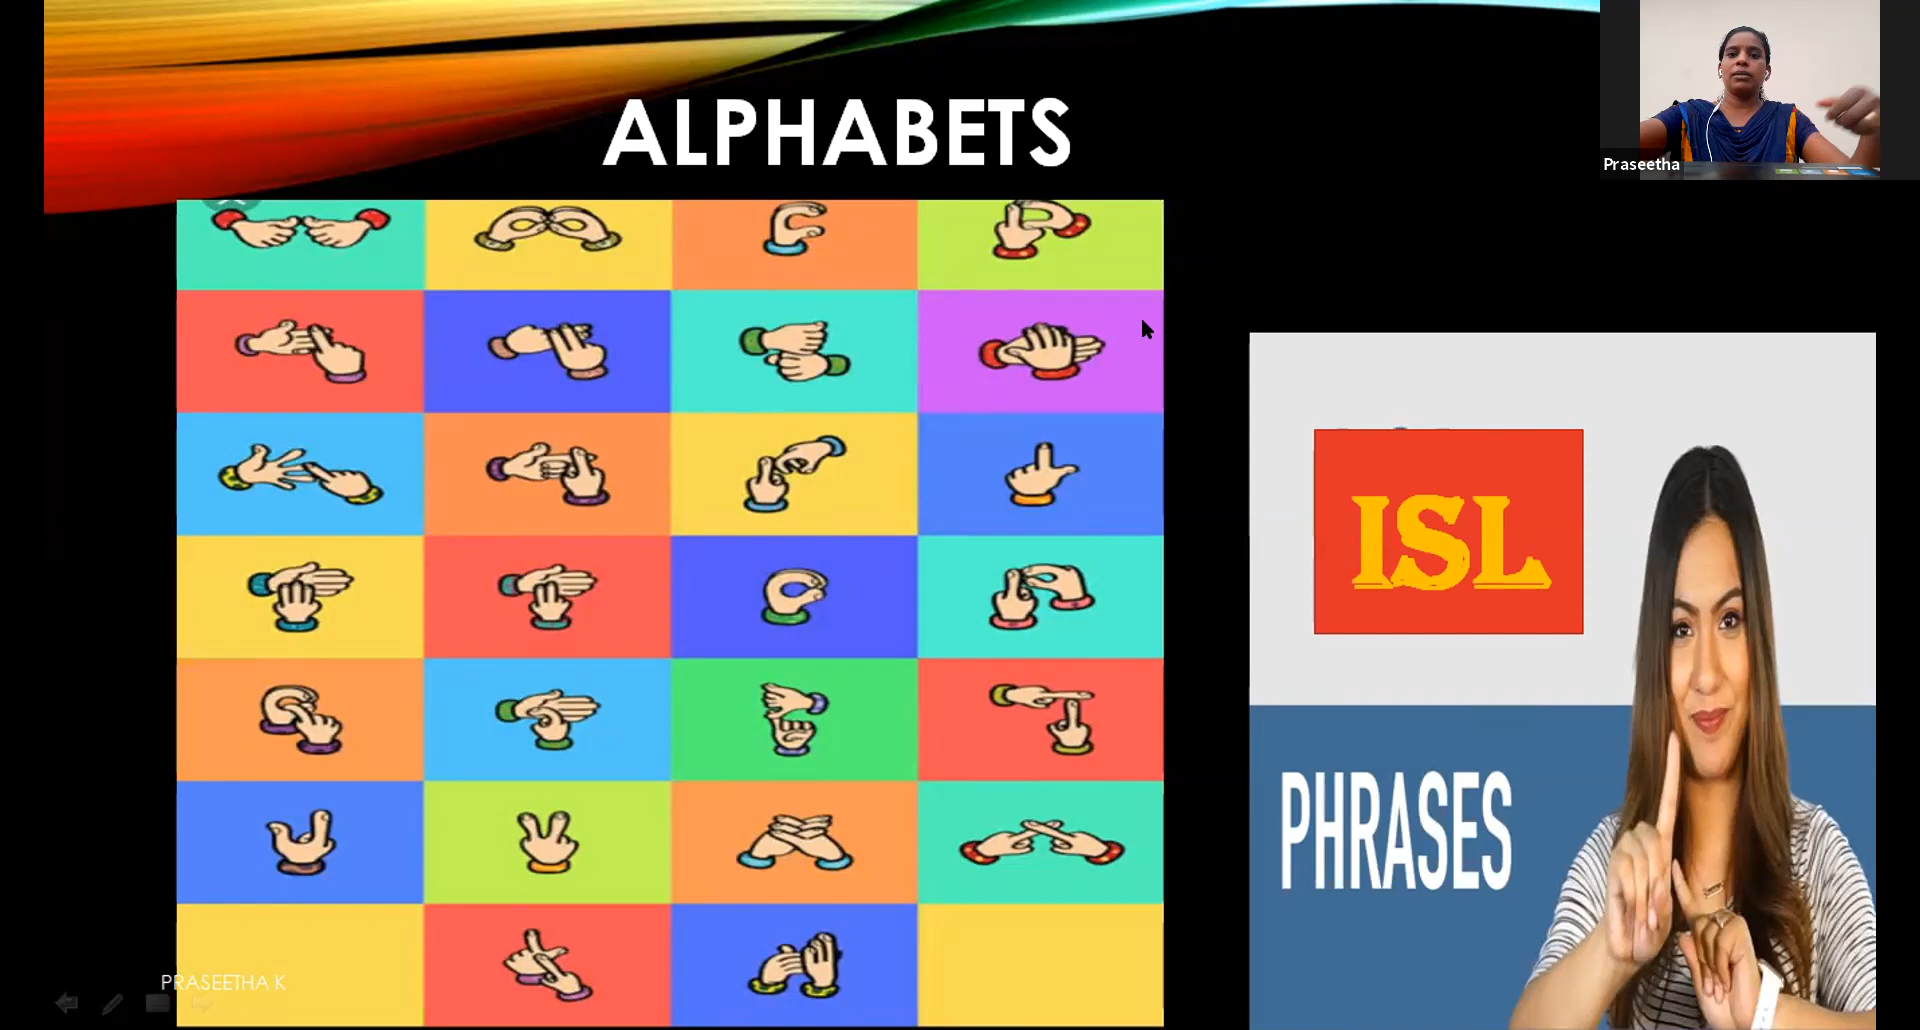 ALPHABETS
Praseetha
ISL
PHRASES
PRASEETHA K